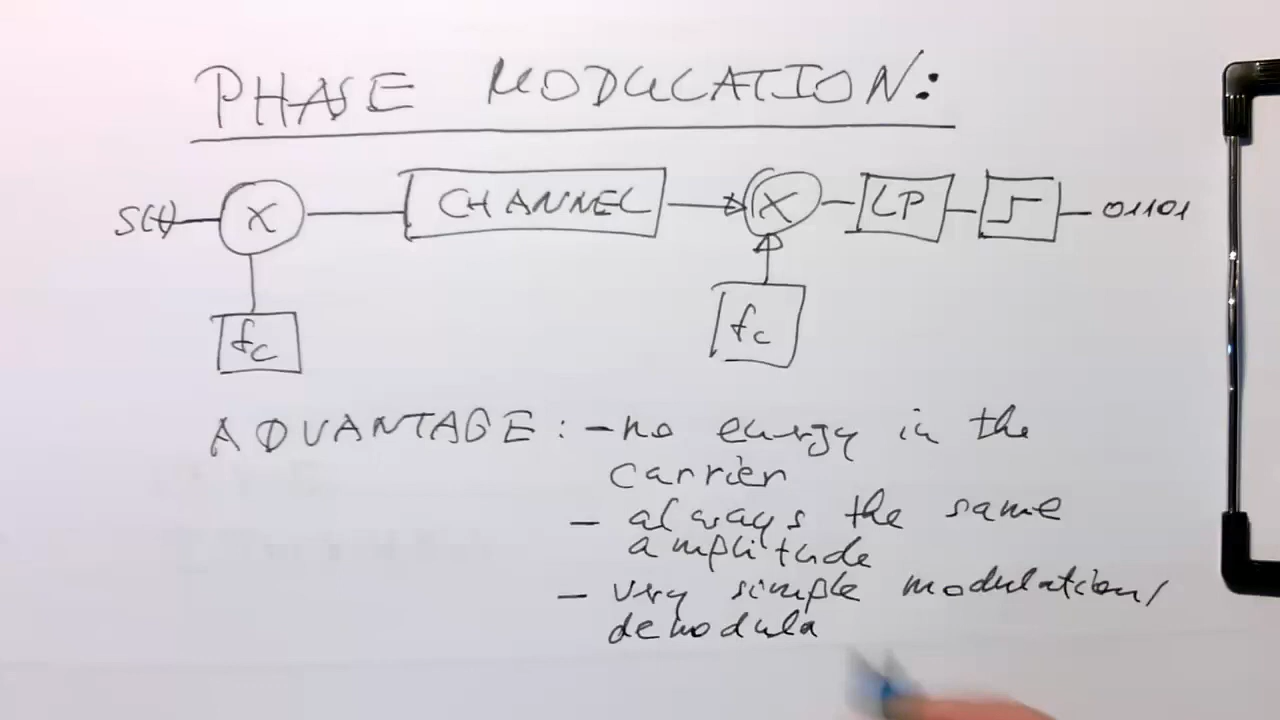 PHASE MODULATION:
S(t) X CHANNEL X LP 01101
fc fc
ADVANTAGE: - no energy in the
carrier
- always the same
amplitude
- very simple modulation/
demodula